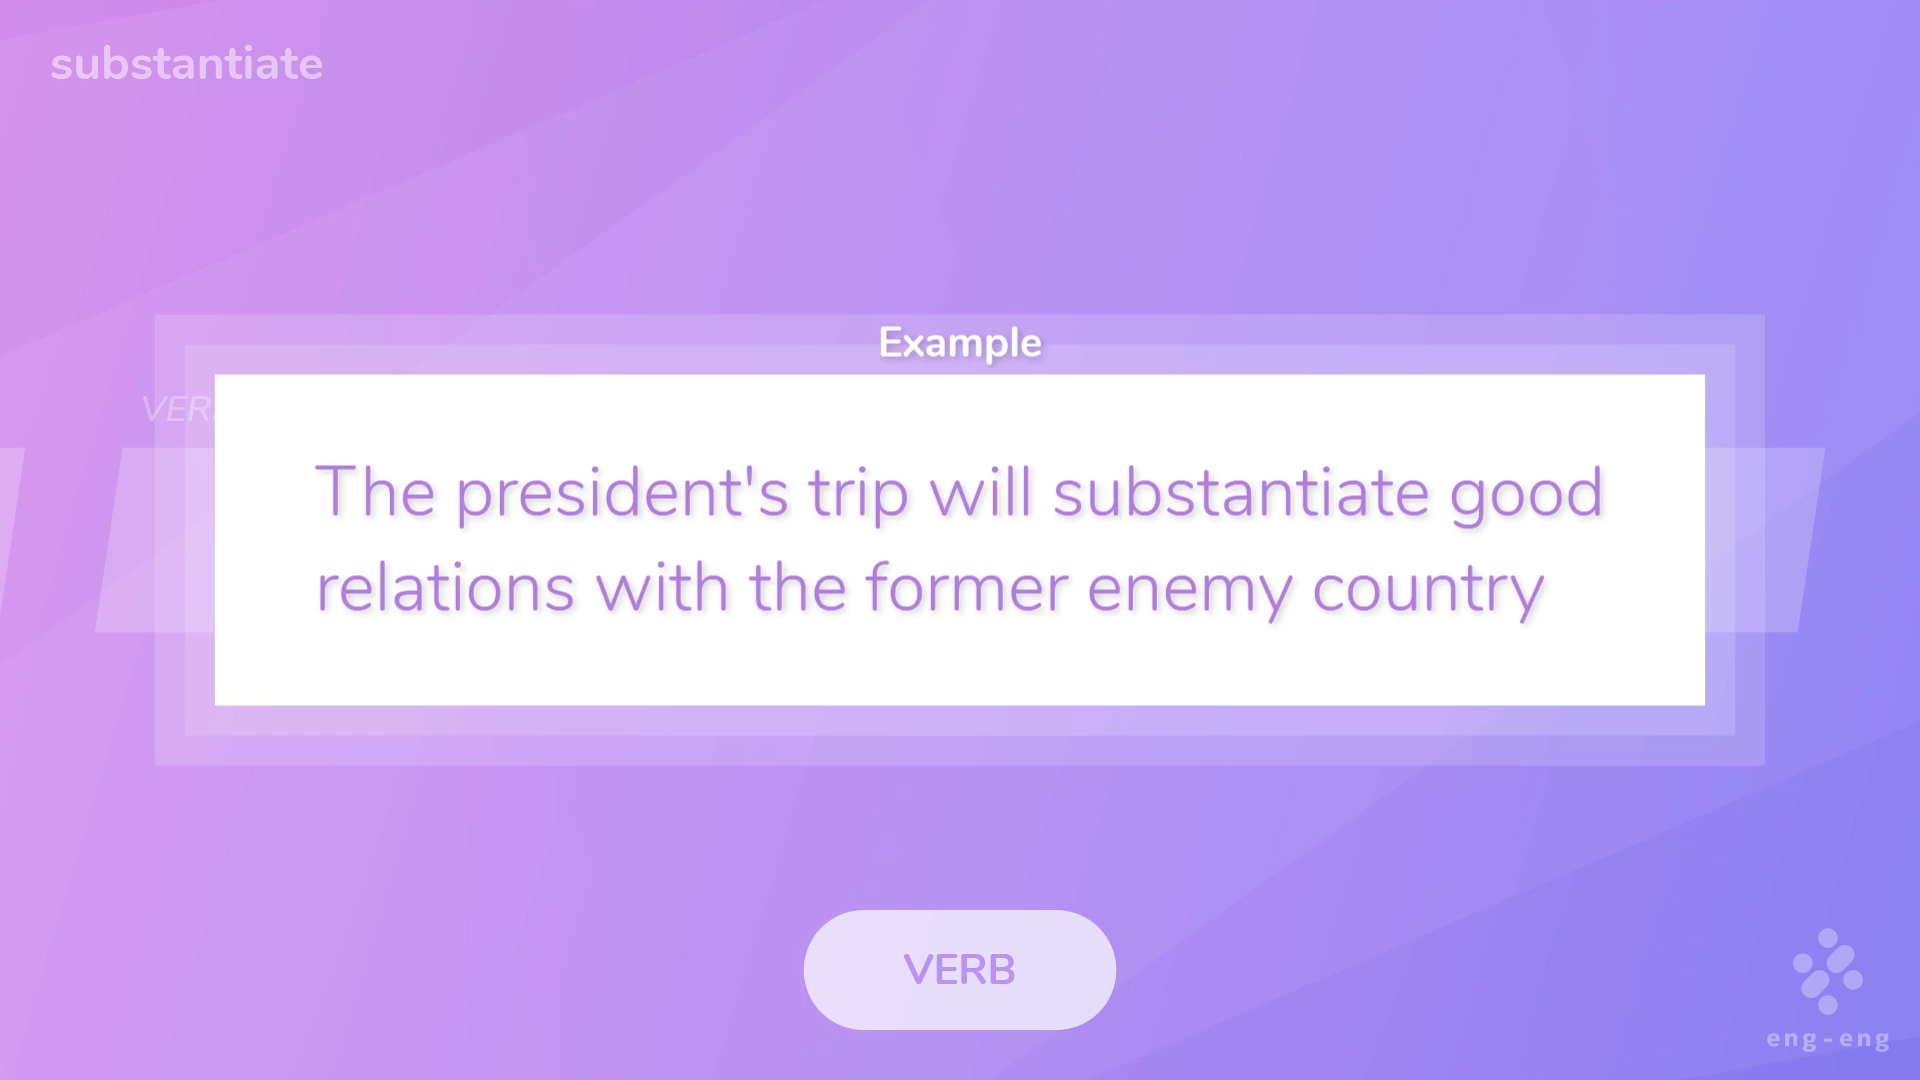 substantiate
Example
The president's trip will substantiate good
relations with the former enemy country
VERB
eng-eng